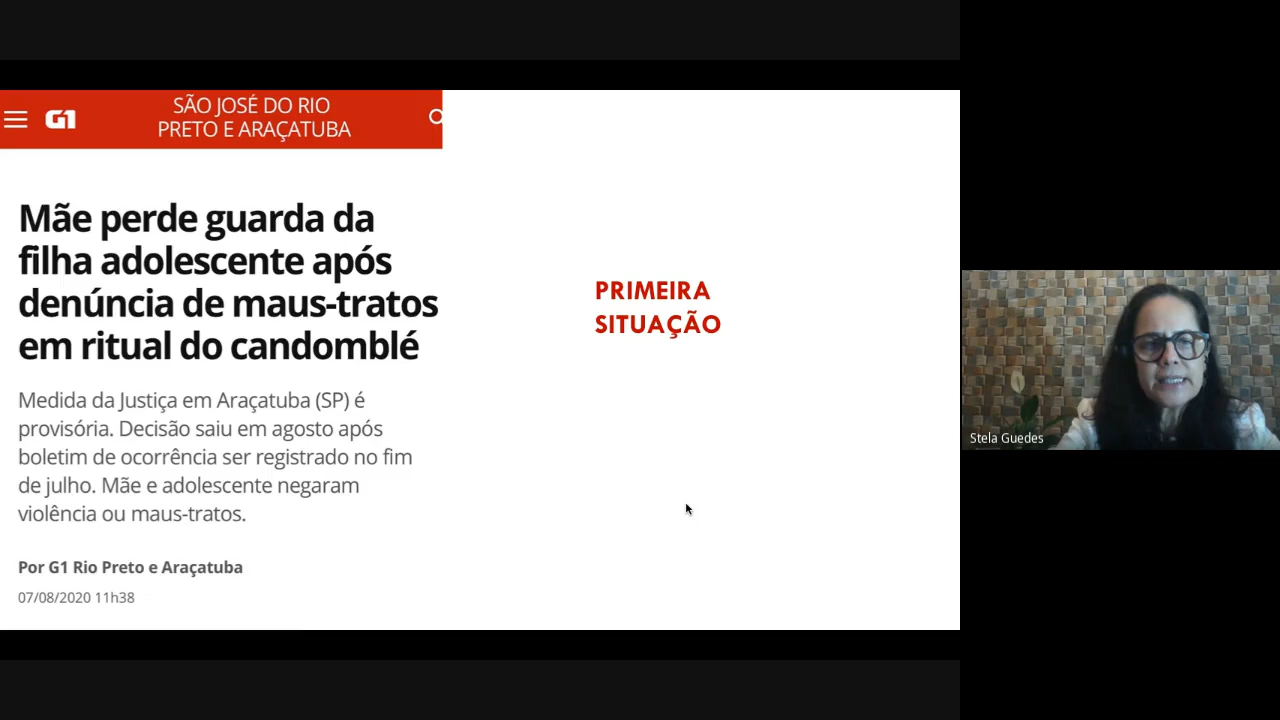 G1
SÃO JOSÉ DO RIO
PRETO E ARAÇATUBA
Mãe perde guarda da
filha adolescente após
denúncia de maus-tratos
em ritual do candomblé
Medida da Justiça em Araçatuba (SP) é
provisória. Decisão saiu em agosto após
boletim de ocorrência ser registrado no fim
de julho. Mãe e adolescente negaram
violência ou maus-tratos.
Por G1 Rio Preto e Araçatuba
07/08/2020 11h38
PRIMEIRA
SITUAÇÃO
Stela Guedes